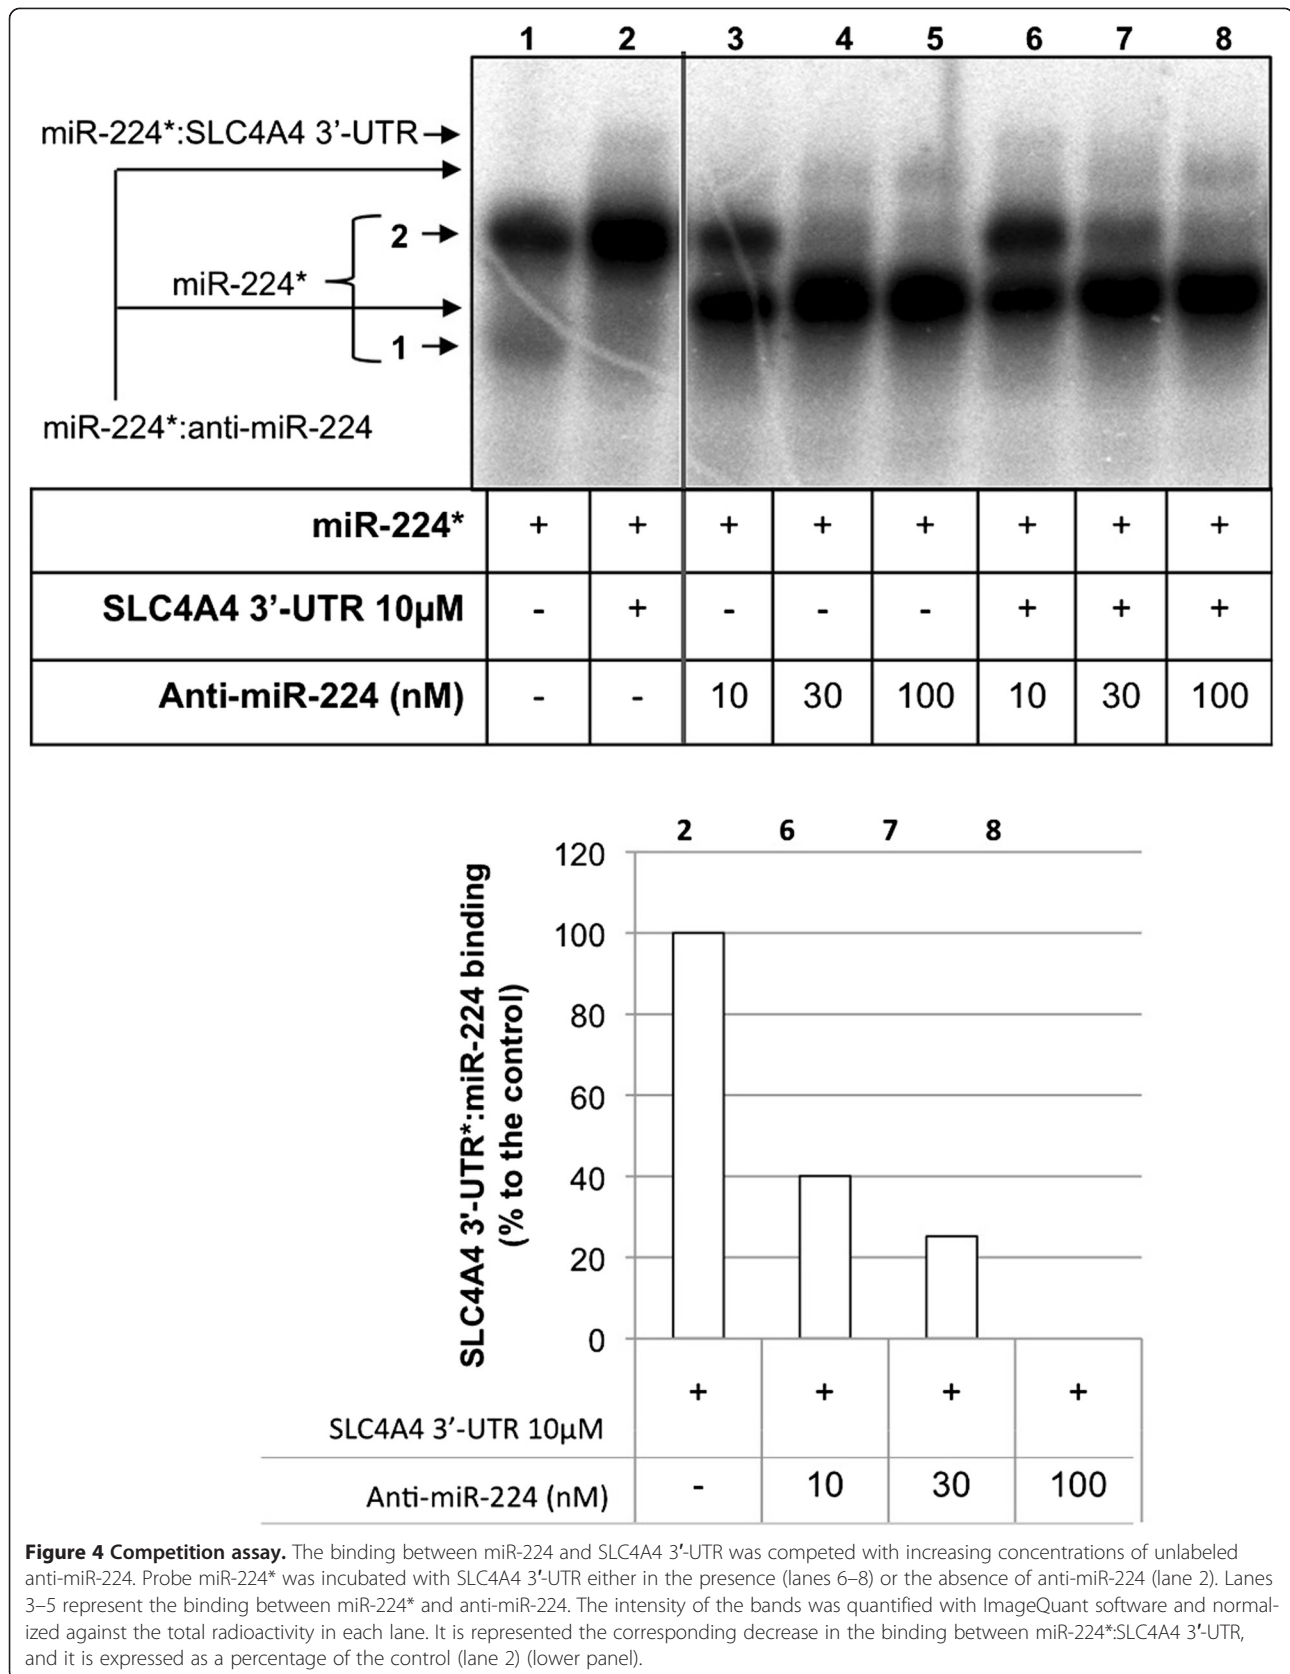 1 2 3 4 5 6 7 8
miR-224*:SLC4A4 3'-UTR
2
miR-224*
1
miR-224*:anti-miR-224
miR-224* + + + + + + + +
SLC4A4 3'-UTR 10µM - + - - - + + +
Anti-miR-224 (nM) - - 10 30 100 10 30 100
2 6 7 8
SLC4A4 3'-UTR*:miR-224 binding
(% to the control)
120
100
80
60
40
20
0
+ + + +
SLC4A4 3'-UTR 10µM
Anti-miR-224 (nM) - 10 30 100
Figure 4 Competition assay. The binding between miR-224 and SLC4A4 3'-UTR was competed with increasing concentrations of unlabeled
anti-miR-224. Probe miR-224* was incubated with SLC4A4 3'-UTR either in the presence (lanes 6–8) or the absence of anti-miR-224 (lane 2). Lanes
3–5 represent the binding between miR-224* and anti-miR-224. The intensity of the bands was quantified with ImageQuant software and normal-
ized against the total radioactivity in each lane. It is represented the corresponding decrease in the binding between miR-224*:SLC4A4 3'-UTR,
and it is expressed as a percentage of the control (lane 2) (lower panel).